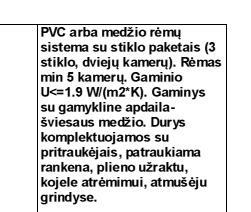 PVC arba medžio rėmų
sistema su stiklo paketais (3
stiklo, dviejų kamerų). Rėmas
min 5 kamerų. Gaminio
U<=1.9 W/(m2*K). Gaminys
su gamykline apdaila-
šviesaus medžio. Durys
komplektuojamos su
pritraukėjais, patraukiama
rankena, plieno užraktu,
kojele atrėmimui, atmušėju
grindyse.